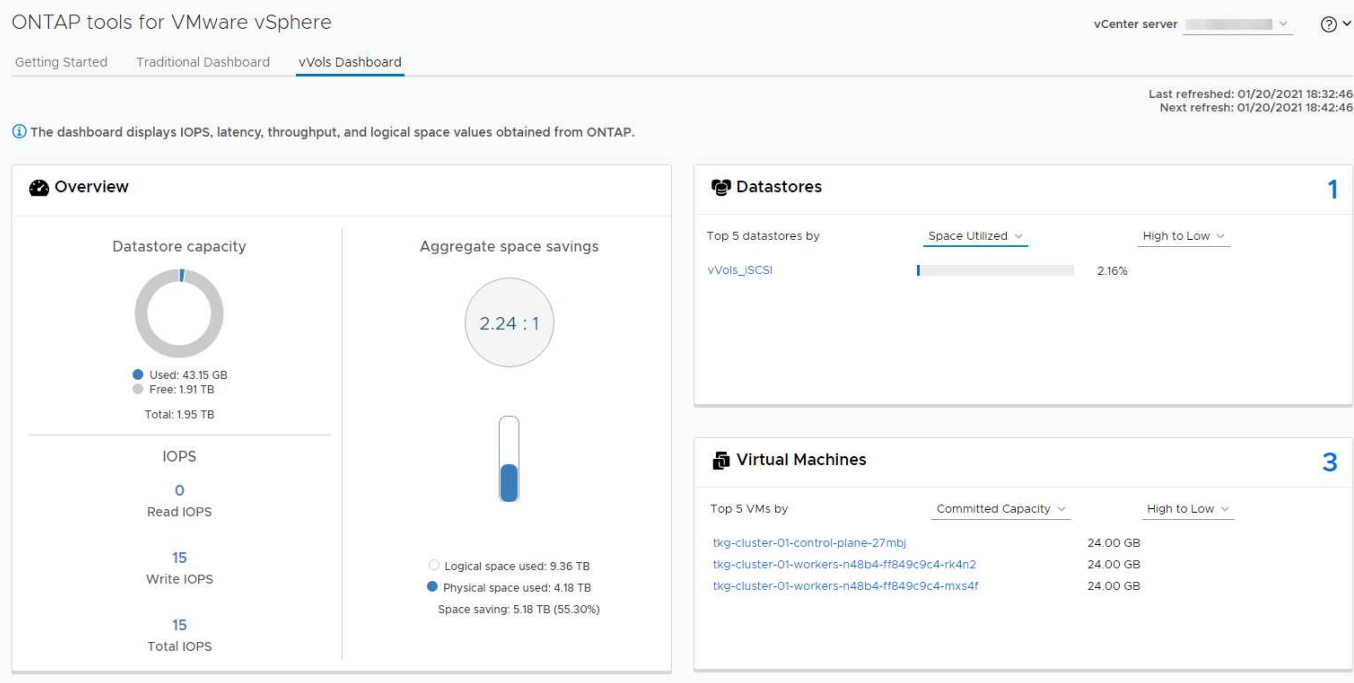 ONTAP tools for VMware vSphere
vCenter server
Getting Started Traditional Dashboard vVols Dashboard
Last refreshed: 01/20/2021 18:32:46
Next refresh: 01/20/2021 18:42:46
The dashboard displays IOPS, latency, throughput, and logical space values obtained from ONTAP.
Overview
Datastore capacity
Used: 43.15 GB
Free: 1.91 TB
Total: 1.95 TB
IOPS
0
Read IOPS
15
Write IOPS
15
Total IOPS
Aggregate space savings
2.24 : 1
Logical space used: 9.36 TB
Physical space used: 4.18 TB
Space saving: 5.18 TB (55.30%)
Datastores 1
Top 5 datastores by Space Utilized High to Low
vVols_iSCSI 2.16%
Virtual Machines 3
Top 5 VMs by Committed Capacity High to Low
tkg-cluster-01-control-plane-27mbj 24.00 GB
tkg-cluster-01-workers-n48b4-ff849c9c4-rk4n2 24.00 GB
tkg-cluster-01-workers-n48b4-ff849c9c4-mxs4f 24.00 GB